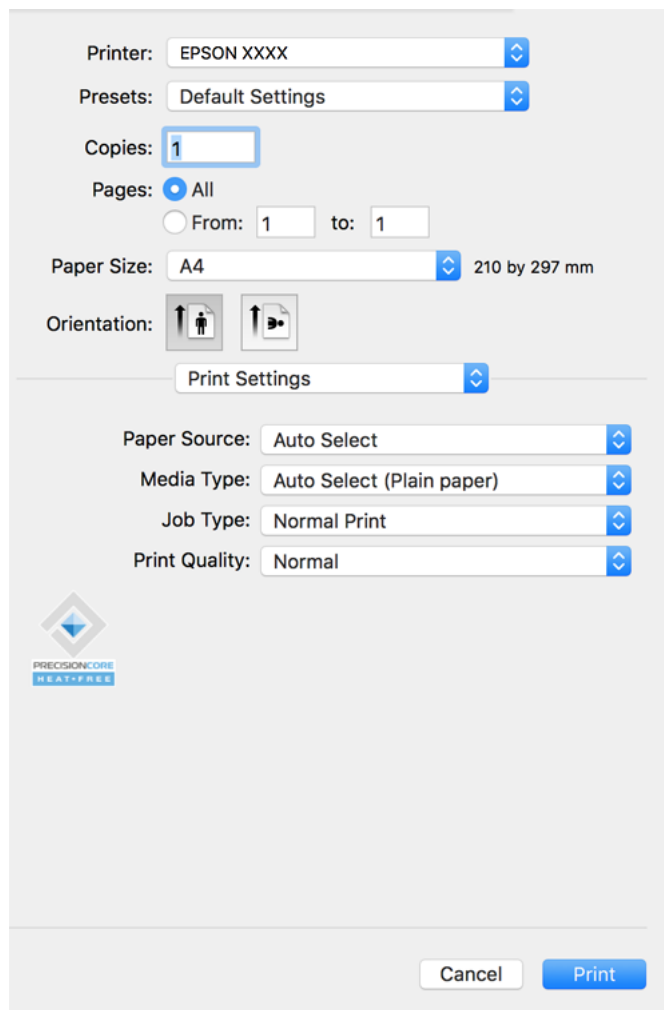 Printer: EPSON XXXX
Presets: Default Settings
Copies: 1
Pages: All
From: 1 to: 1
Paper Size: A4 210 by 297 mm
Orientation:
Print Settings
Paper Source: Auto Select
Media Type: Auto Select (Plain paper)
Job Type: Normal Print
Print Quality: Normal
PRECISIONCORE
HEAT•FREE
Cancel Print